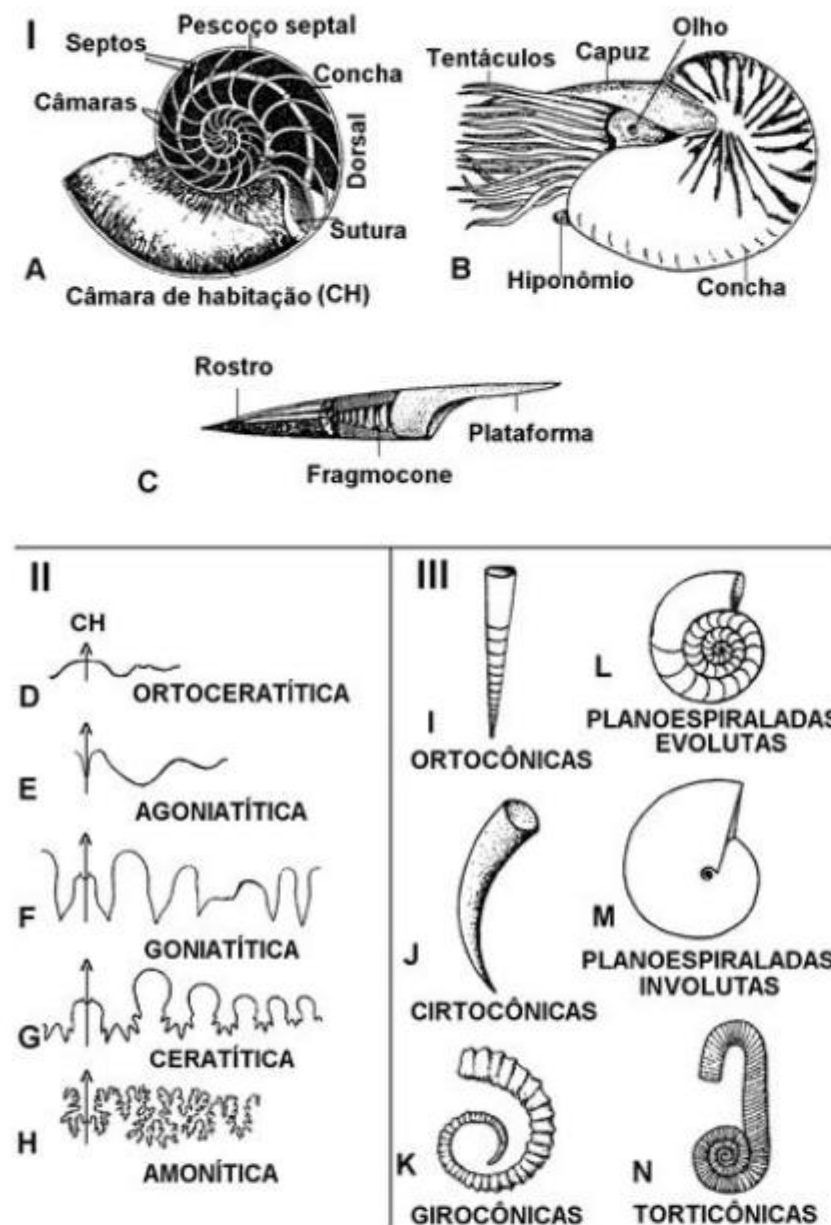 I
Pescoço septal
Septos
Concha
Câmaras
Dorsal
Sutura
A
Câmara de habitação (CH)
Olho
Capuz
Tentáculos
B
Hiponômio
Concha
Rostro
Plataforma
Fragmocone
C
II
CH
D
ORTOCERATÍTICA
E
AGONIATÍTICA
F
GONIATÍTICA
G
CERATÍTICA
H
AMONÍTICA
III
I
ORTOCÔNICAS
L
PLANOESPIRALADAS
EVOLUTAS
J
CIRTOCÔNICAS
M
PLANOESPIRALADAS
INVOLUTAS
K
GIROCÔNICAS
N
TORTICÔNICAS